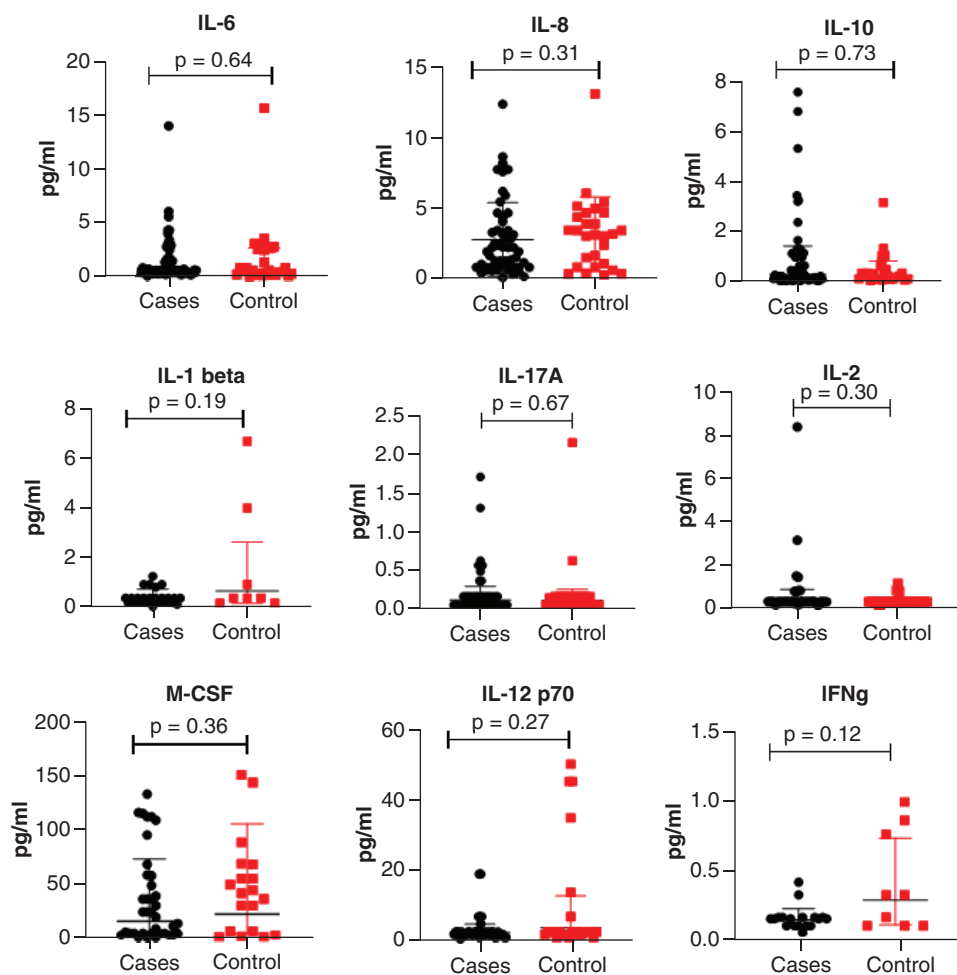 IL-6
p = 0.64
20
15
10
5
0
pg/ml
Cases
Control
IL-8
p = 0.31
15
10
5
0
pg/ml
Cases
Control
IL-10
p = 0.73
8
6
4
2
0
pg/ml
Cases
Control
IL-1 beta
p = 0.19
8
6
4
2
0
pg/ml
Cases
Control
IL-17A
p = 0.67
2.5
2.0
1.5
1.0
0.5
0.0
pg/ml
Cases
Control
IL-2
p = 0.30
10
8
6
4
2
0
pg/ml
Cases
Control
M-CSF
p = 0.36
200
150
100
50
0
pg/ml
Cases
Control
IL-12 p70
p = 0.27
60
40
20
0
pg/ml
Cases
Control
IFNg
p = 0.12
1.5
1.0
0.5
0.0
pg/ml
Cases
Control